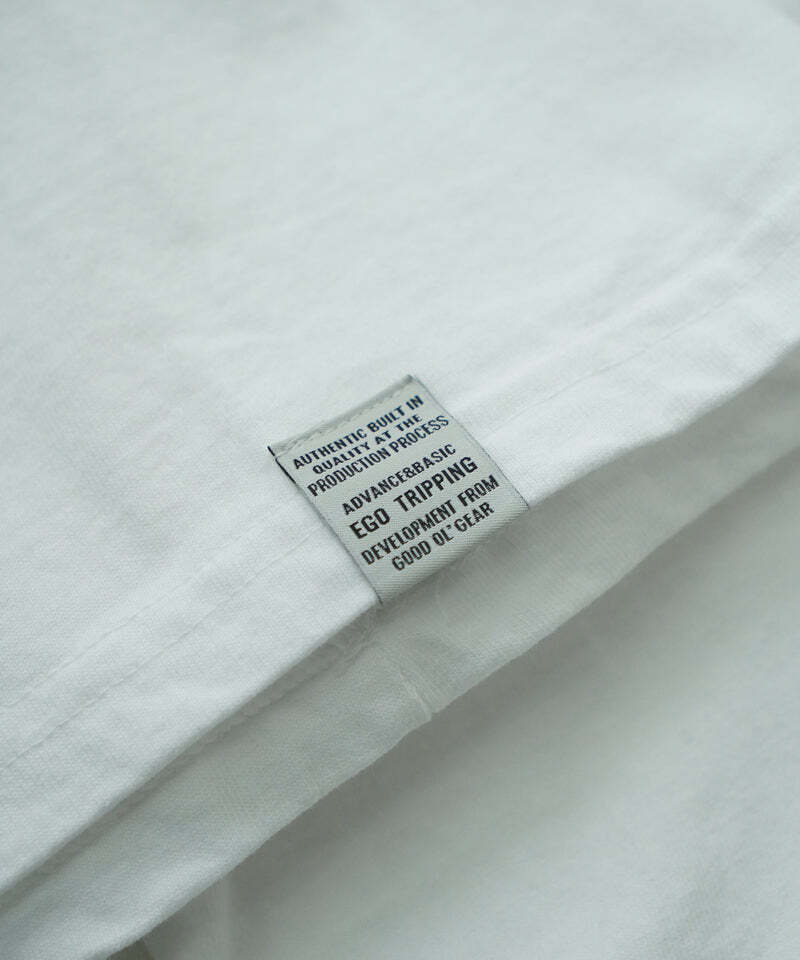 AUTHENTIC BUILT IN
QUALITY AT THE
PRODUCTION PROCESS
ADVANCE&BASIC
EGO TRIPPING
DEVELOPMENT FROM
GOOD OL" GEAR